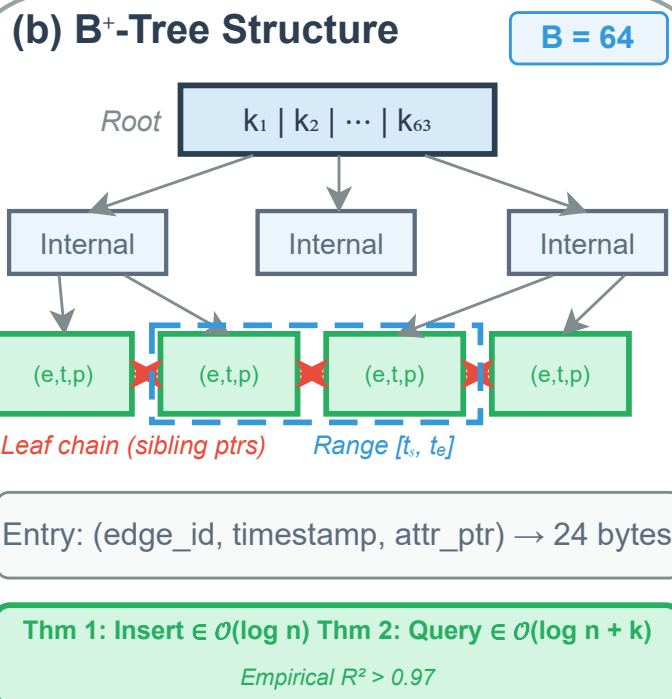 (b) B⁺-Tree Structure
B = 64
Root
k₁ | k₂ | ⋯ | k₆₃
Internal
Internal
Internal
(e,t,p)
(e,t,p)
(e,t,p)
(e,t,p)
Leaf chain (sibling ptrs)
Range [tₛ, tₑ]
Entry: (edge_id, timestamp, attr_ptr) → 24 bytes
Thm 1: Insert ∈ 𝒪(log n) Thm 2: Query ∈ 𝒪(log n + k)
Empirical R² > 0.97